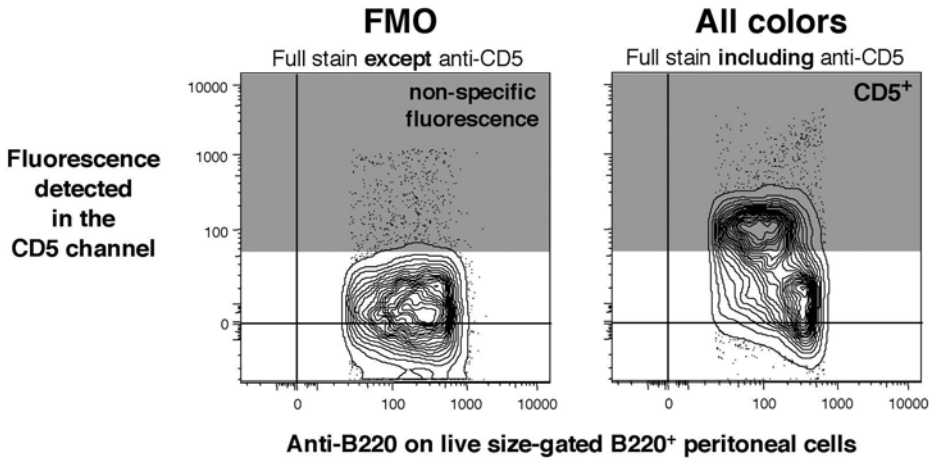 FMO
Full stain except anti-CD5
All colors
Full stain including anti-CD5
Fluorescence
detected
in the
CD5 channel
10000
1000
100
0
non-specific
fluorescence
CD5+
0
100
1000
10000
0
100
1000
10000
Anti-B220 on live size-gated B220+ peritoneal cells